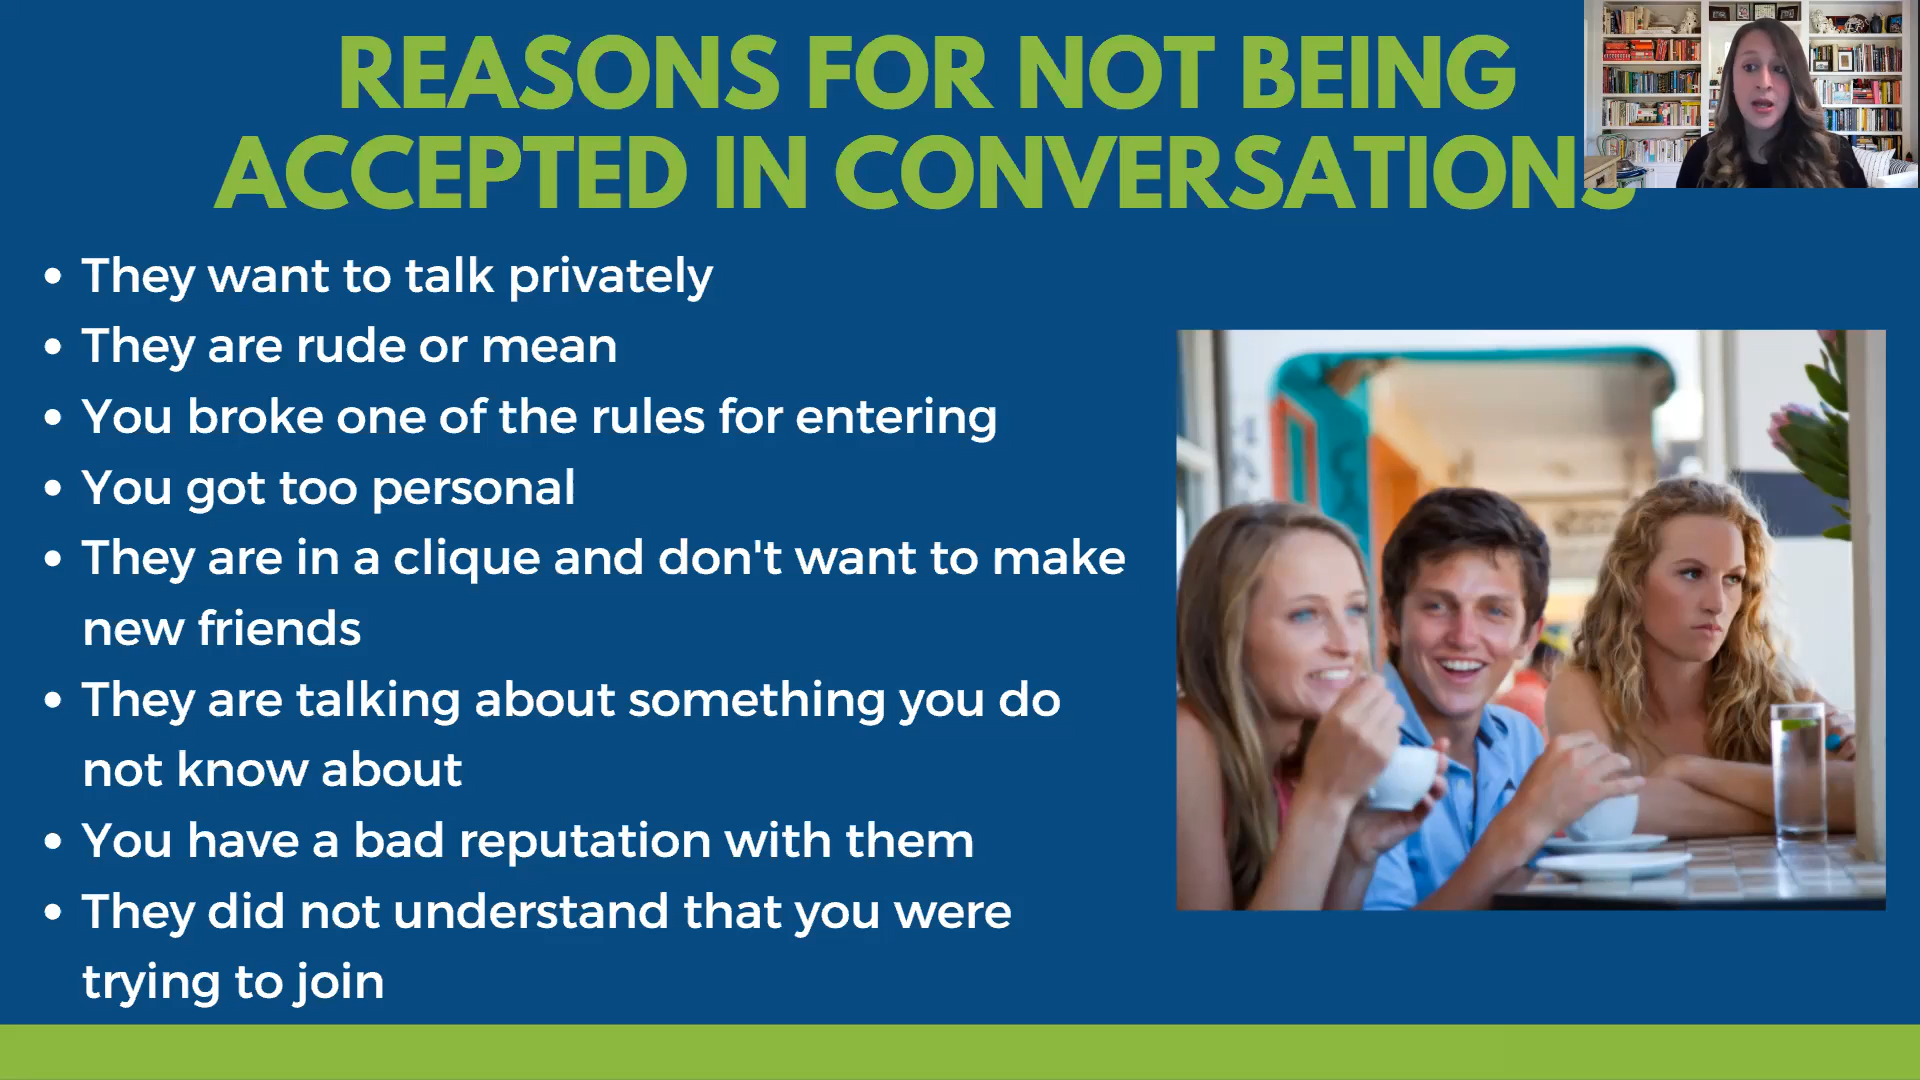 REASONS FOR NOT BEING
ACCEPTED IN CONVERSATIONS
• They want to talk privately
• They are rude or mean
• You broke one of the rules for entering
• You got too personal
• They are in a clique and don't want to make
new friends
• They are talking about something you do
not know about
• You have a bad reputation with them
• They did not understand that you were
trying to join